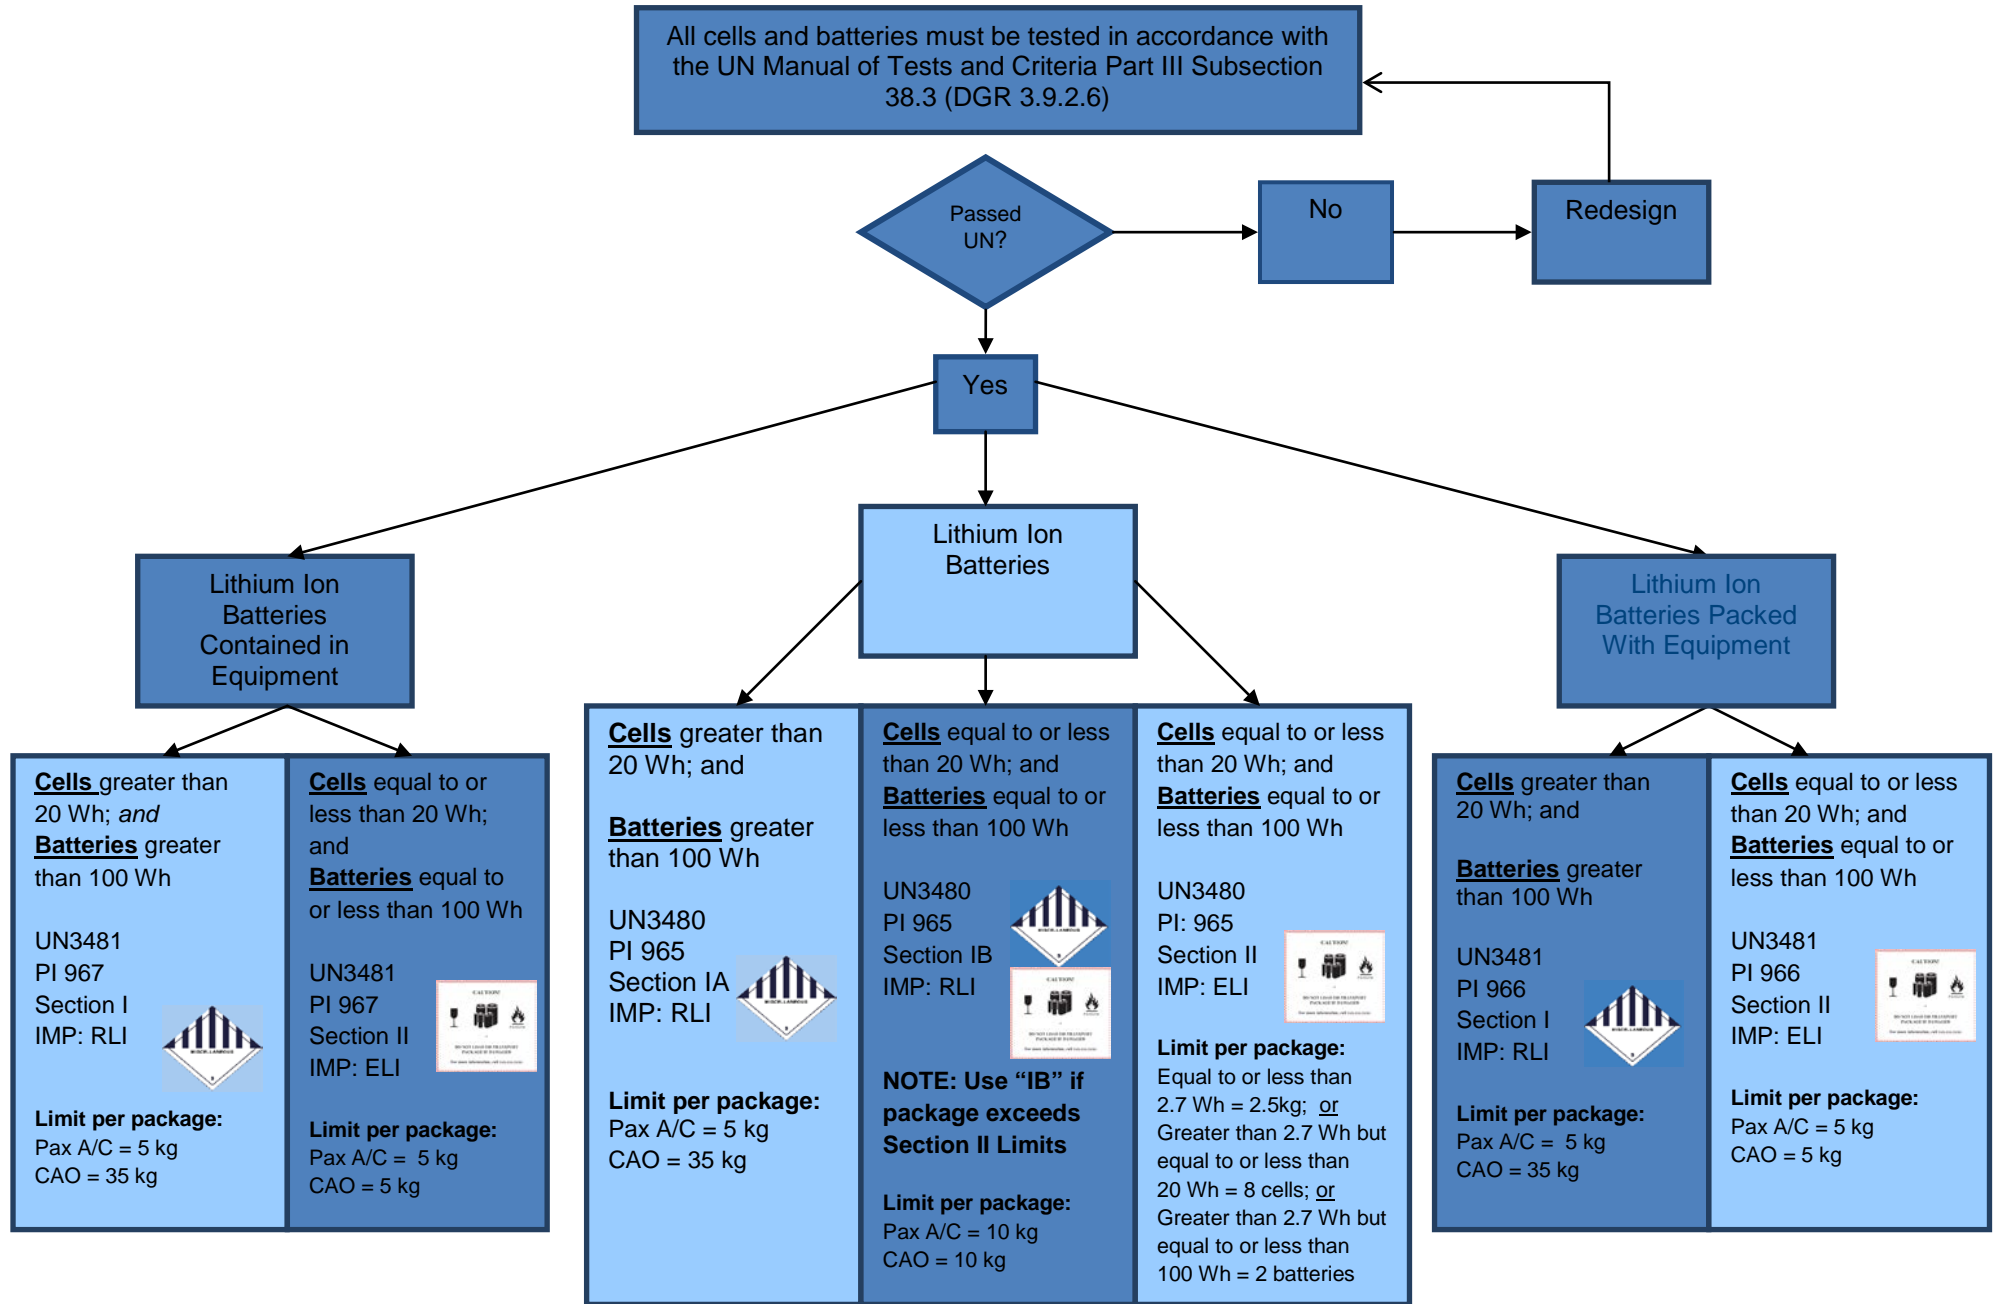 All cells and batteries must be tested in accordance with
the UN Manual of Tests and Criteria Part III Subsection
38.3 (DGR 3.9.2.6)
Passed
UN?
No
Redesign
Yes
Lithium Ion
Batteries
Contained in
Equipment
Lithium Ion
Batteries
Lithium Ion
Batteries Packed
With Equipment
Cells greater than
20 Wh; and
Batteries greater
than 100 Wh
UN3481
PI 967
Section I
IMP: RLI
Limit per package:
Pax A/C = 5 kg
CAO = 35 kg
Cells equal to or
less than 20 Wh;
and
Batteries equal to
or less than 100 Wh
UN3481
PI 967
Section II
IMP: ELI
CAUTION!
Limit per package:
Pax A/C = 5 kg
CAO = 5 kg
Cells greater than
20 Wh; and
Batteries greater
than 100 Wh
UN3480
PI 965
Section IA
IMP: RLI
Limit per package:
Pax A/C = 5 kg
CAO = 35 kg
Cells equal to or less
than 20 Wh; and
Batteries equal to or
less than 100 Wh
UN3480
PI 965
Section IB
IMP: RLI
CAUTION!
NOTE: Use “IB” if
package exceeds
Section II Limits
Limit per package:
Pax A/C = 10 kg
CAO = 10 kg
Cells equal to or less
than 20 Wh; and
Batteries equal to or
less than 100 Wh
UN3480
PI: 965
Section II
IMP: ELI
CAUTION!
Limit per package:
Equal to or less than
2.7 Wh = 2.5kg; or
Greater than 2.7 Wh but
equal to or less than
20 Wh = 8 cells; or
Greater than 2.7 Wh but
equal to or less than
100 Wh = 2 batteries
Cells greater than
20 Wh; and
Batteries greater
than 100 Wh
UN3481
PI 966
Section I
IMP: RLI
Limit per package:
Pax A/C = 5 kg
CAO = 35 kg
Cells equal to or less
than 20 Wh; and
Batteries equal to or
less than 100 Wh
UN3481
PI 966
Section II
IMP: ELI
CAUTION!
Limit per package:
Pax A/C = 5 kg
CAO = 5 kg